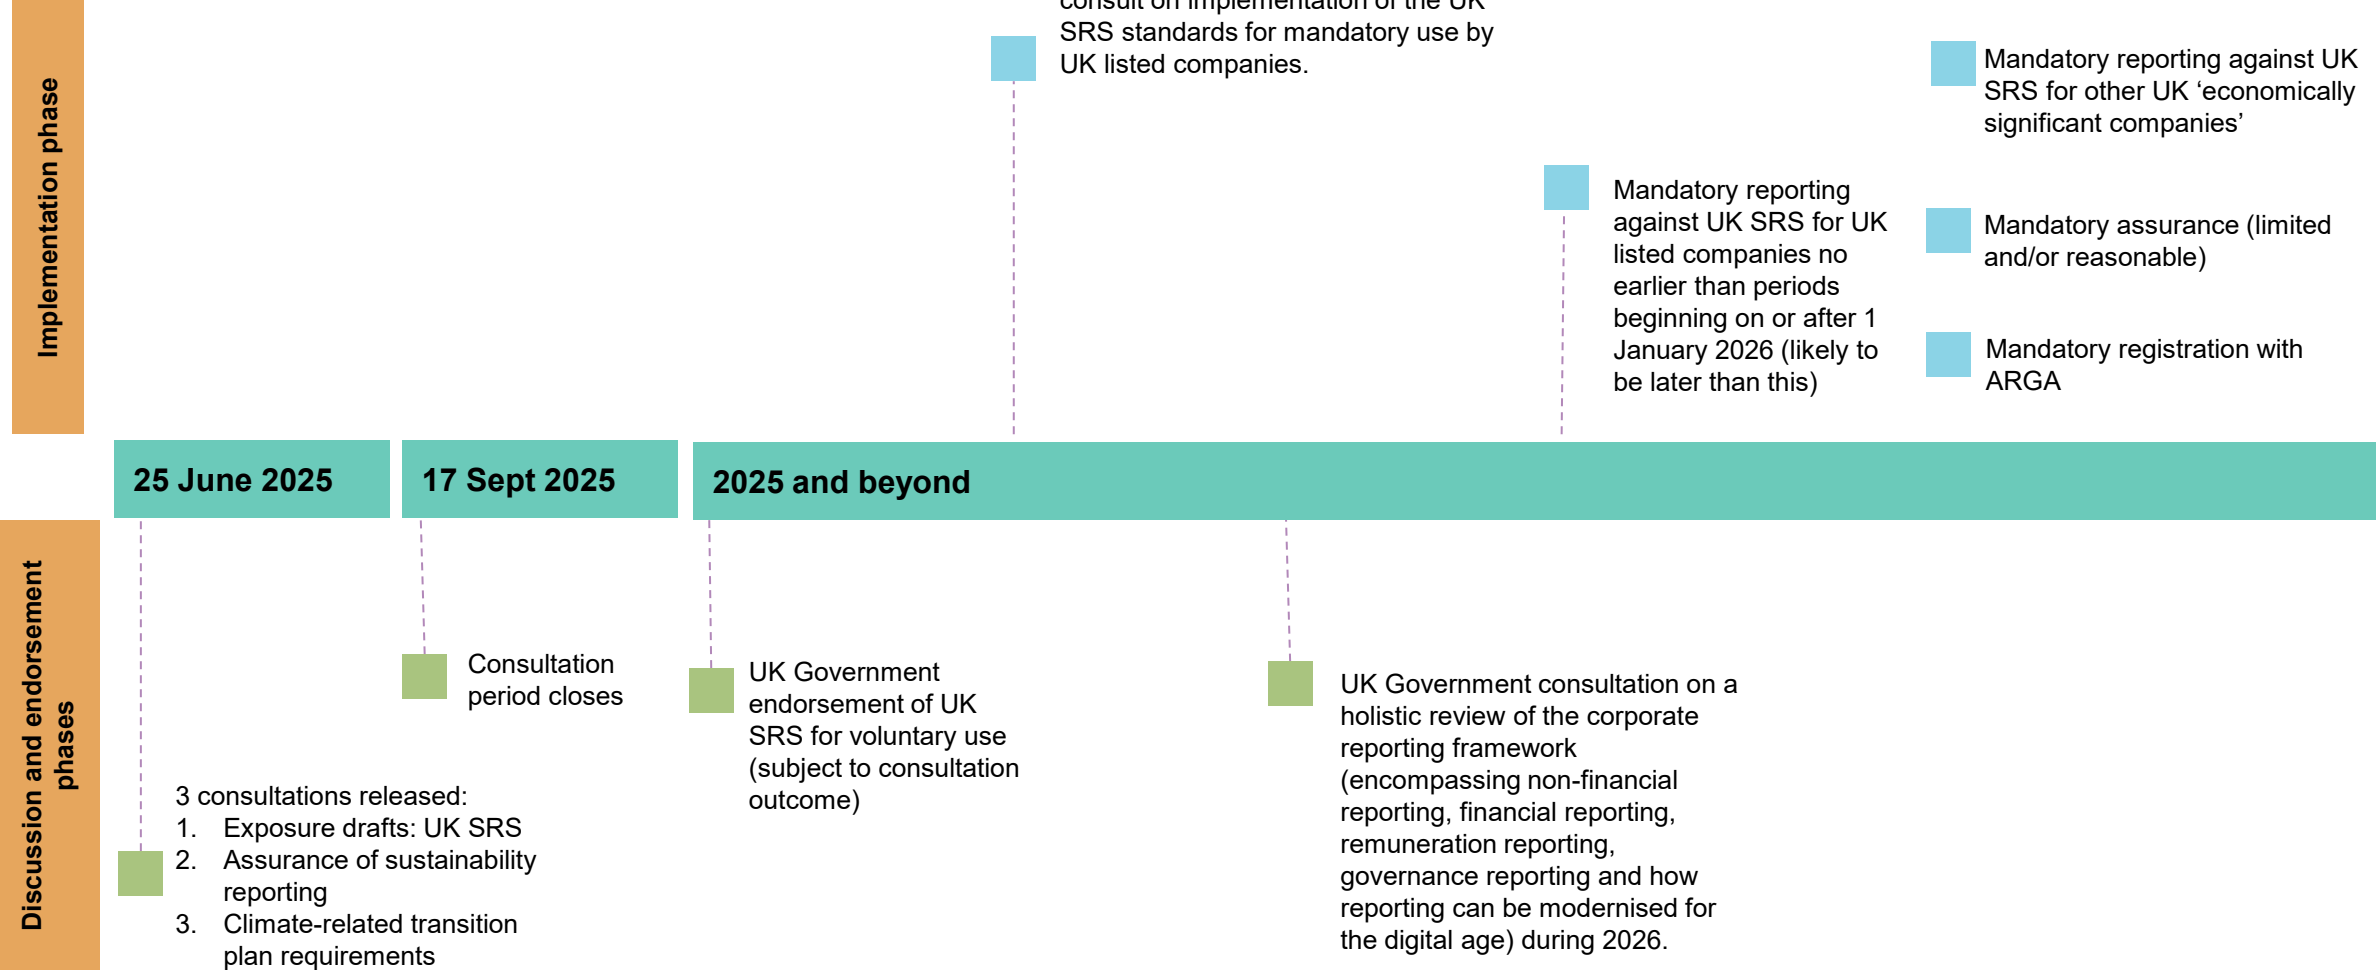 consult on implementation of the UK
SRS standards for mandatory use by
UK listed companies.
Mandatory reporting against UK
SRS for other UK ‘economically
significant companies’
Implementation phase
Mandatory reporting
against UK SRS for UK
listed companies no
earlier than periods
beginning on or after 1
January 2026 (likely to
be later than this)
Mandatory assurance (limited
and/or reasonable)
Mandatory registration with
ARGA
25 June 2025
17 Sept 2025
2025 and beyond
Discussion and endorsement
phases
3 consultations released:
1. Exposure drafts: UK SRS
2. Assurance of sustainability
reporting
3. Climate-related transition
plan requirements
Consultation
period closes
UK Government
endorsement of UK
SRS for voluntary use
(subject to consultation
outcome)
UK Government consultation on a
holistic review of the corporate
reporting framework
(encompassing non-financial
reporting, financial reporting,
remuneration reporting,
governance reporting and how
reporting can be modernised for
the digital age) during 2026.